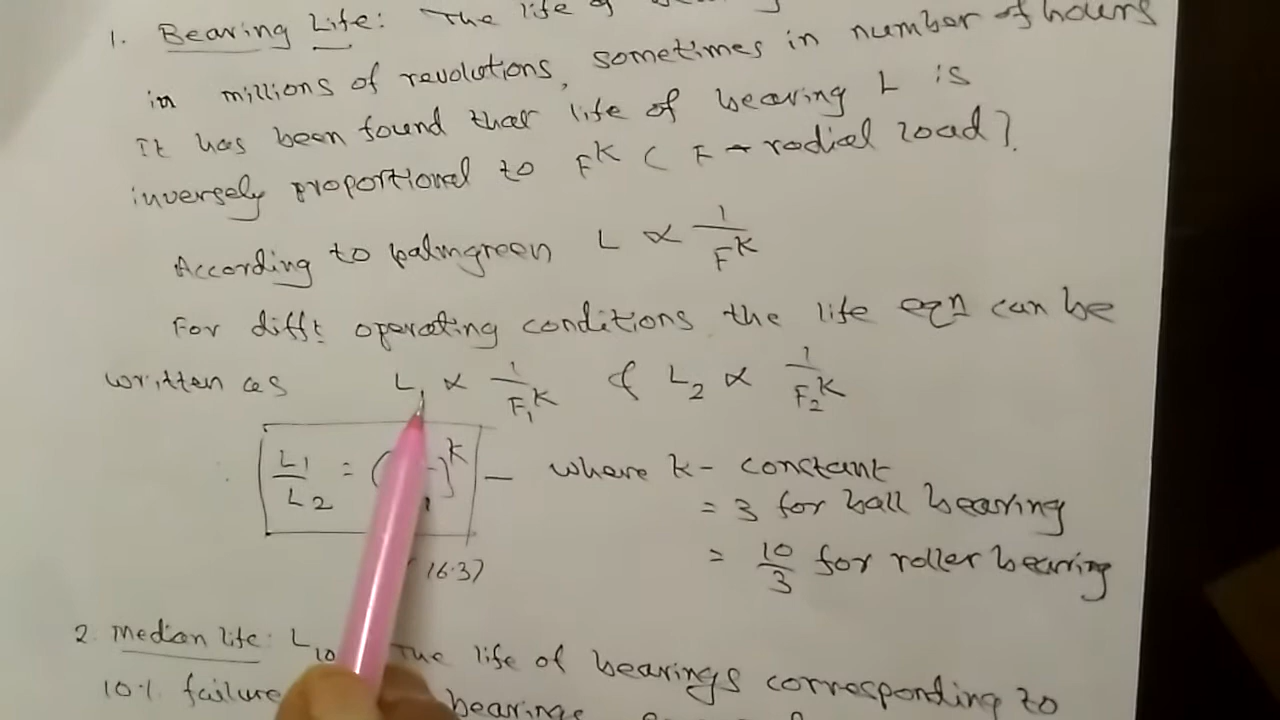 1. Bearing Life: The life of
in millions of revolutions, sometimes in number of hours
It has been found that life of bearing L is
inversely proportional to F^K ( F → radial load ).
According to palmgreen L ∝ 1/F^K
For difft operating conditions the life eqn can be
written as L1 ∝ 1/F1^K & L2 ∝ 1/F2^K
L1/L2 = ( )^K — where K - constant
= 3 for ball bearing
= 10/3 for roller bearing
16.3)
2. Median life: L10 The life of bearings corresponding to
10% failure bearings